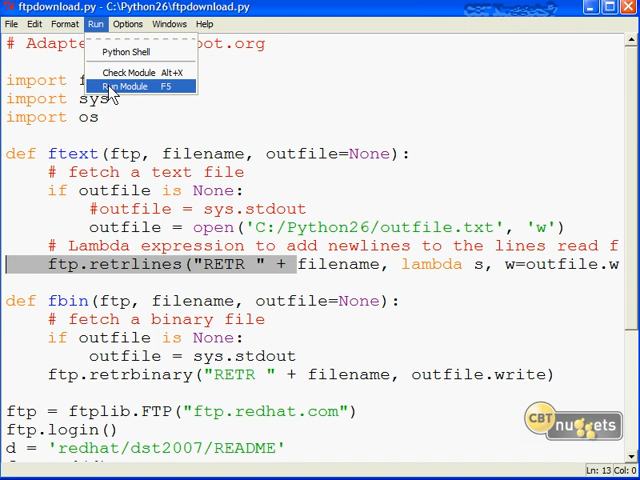 ftpdownload.py - C:\Python26\ftpdownload.py
File Edit Format Run Options Windows Help
# Adapte
Python Shell
Check Module Alt+X
Run Module F5
bot.org
import f
import sys
import os
def ftext(ftp, filename, outfile=None):
# fetch a text file
if outfile is None:
#outfile = sys.stdout
outfile = open('C:/Python26/outfile.txt', 'w')
# Lambda expression to add newlines to the lines read f
ftp.retrlines("RETR " + filename, lambda s, w=outfile.w
def fbin(ftp, filename, outfile=None):
# fetch a binary file
if outfile is None:
outfile = sys.stdout
ftp.retrbinary("RETR " + filename, outfile.write)
ftp = ftplib.FTP("ftp.redhat.com")
ftp.login()
d = 'redhat/dst2007/README'
CBT nuggets
Ln: 13 Col: 0